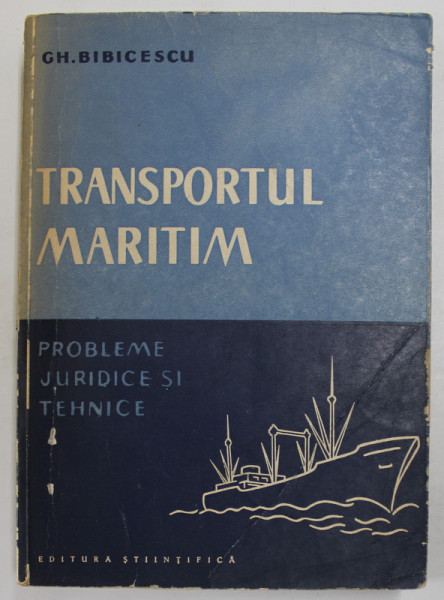 GH. BIBICESCU
TRANSPORTUL
MARITIM
PROBLEME
JURIDICE ȘI
TEHNICE
EDITURA ȘTIINȚIFICĂ